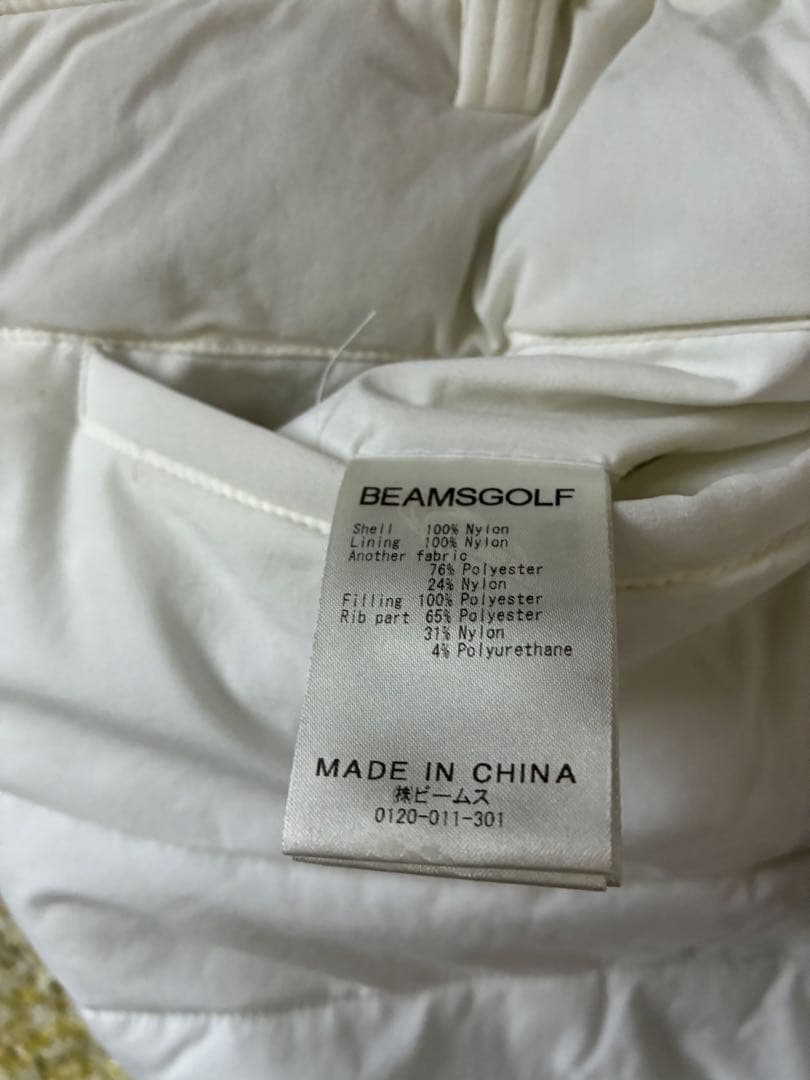 BEAMSGOLF
Shell 100% Nylon
Lining 100% Nylon
Another fabric
76% Polyester
24% Nylon
Filling 100% Polyester
Rib part 65% Polyester
31% Nylon
4% Polyurethane
MADE IN CHINA
㈱ビームス
0120-011-301